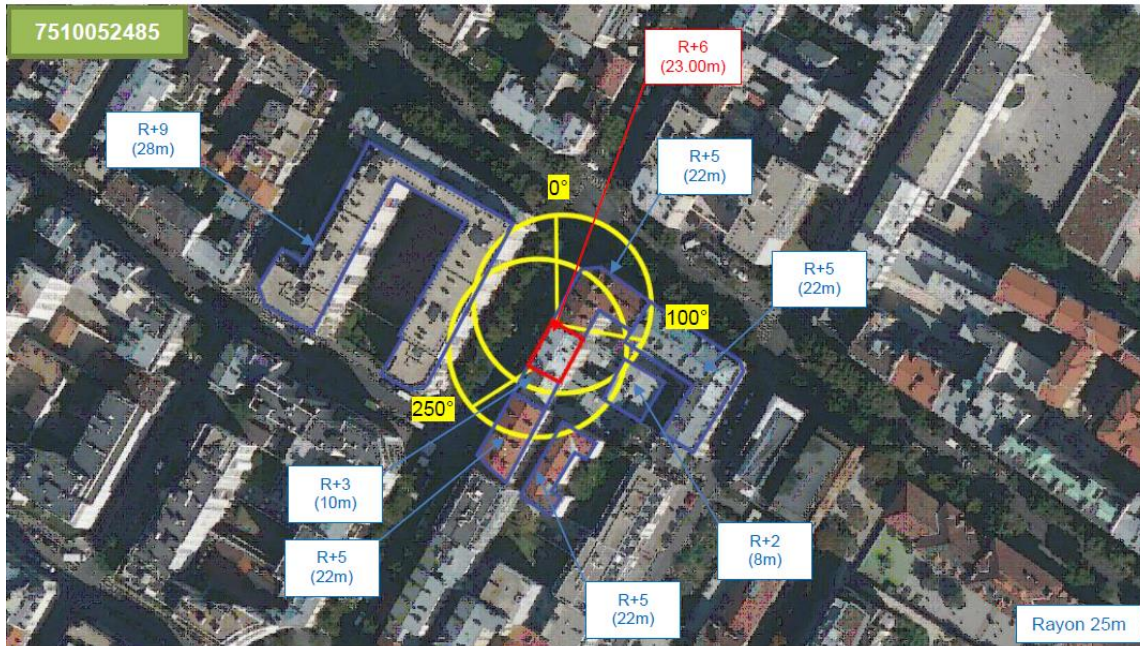 7510052485
R+6
(23.00m)
R+9
(28m)
R+5
(22m)
0°
R+5
(22m)
100°
250°
R+3
(10m)
R+5
(22m)
R+2
(8m)
R+5
(22m)
Rayon 25m